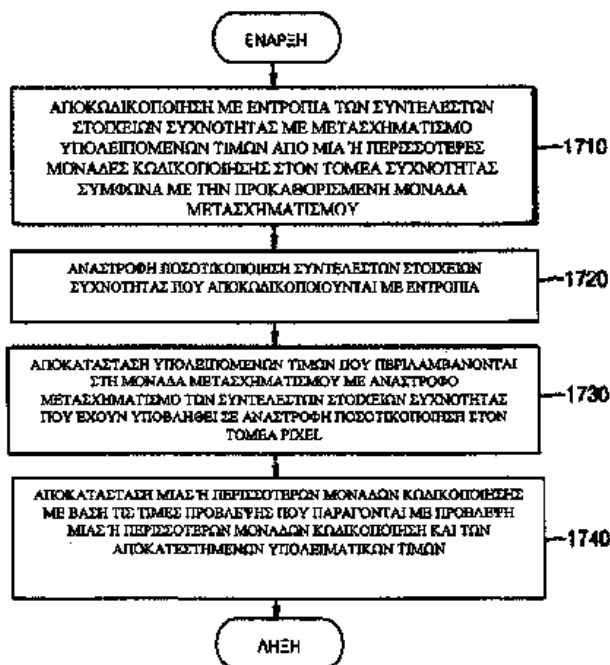 ΕΝΑΡΞΗ
ΑΠΟΚΩΔΙΚΟΠΟΙΗΣΗ ΜΕ ΕΝΤΡΟΠΙΑ ΤΩΝ ΣΥΝΤΕΛΕΣΤΩΝ
ΣΤΟΙΧΕΙΩΝ ΣΥΧΝΟΤΗΤΑΣ ΜΕ ΜΕΤΑΣΧΗΜΑΤΙΣΜΟ
ΥΠΟΛΕΙΠΟΜΕΝΩΝ ΤΙΜΩΝ ΑΠΟ ΜΙΑ Ή ΠΕΡΙΣΣΟΤΕΡΕΣ
ΜΟΝΑΔΕΣ ΚΩΔΙΚΟΠΟΙΗΣΗΣ ΣΤΟΝ ΤΟΜΕΑ ΣΥΧΝΟΤΗΤΑΣ
ΣΥΜΦΩΝΑ ΜΕ ΤΗΝ ΠΡΟΚΑΘΟΡΙΣΜΕΝΗ ΜΟΝΑΔΑ
ΜΕΤΑΣΧΗΜΑΤΙΣΜΟΥ
1710
ΑΝΑΣΤΡΟΦΗ ΠΟΣΟΤΙΚΟΠΟΙΗΣΗ ΣΥΝΤΕΛΕΣΤΩΝ ΣΤΟΙΧΕΙΩΝ
ΣΥΧΝΟΤΗΤΑΣ ΠΟΥ ΑΠΟΚΩΔΙΚΟΠΟΙΟΥΝΤΑΙ ΜΕ ΕΝΤΡΟΠΙΑ
1720
ΑΠΟΚΑΤΑΣΤΑΣΗ ΥΠΟΛΕΙΠΟΜΕΝΩΝ ΤΙΜΩΝ ΠΟΥ ΠΕΡΙΛΑΜΒΑΝΟΝΤΑΙ
ΣΤΗ ΜΟΝΑΔΑ ΜΕΤΑΣΧΗΜΑΤΙΣΜΟΥ ΜΕ ΑΝΑΣΤΡΟΦΟ
ΜΕΤΑΣΧΗΜΑΤΙΣΜΟ ΤΩΝ ΣΥΝΤΕΛΕΣΤΩΝ ΣΤΟΙΧΕΙΩΝ ΣΥΧΝΟΤΗΤΑΣ
ΠΟΥ ΕΧΟΥΝ ΥΠΟΒΛΗΘΕΙ ΣΕ ΑΝΑΣΤΡΟΦΗ ΠΟΣΟΤΙΚΟΠΟΙΗΣΗ ΣΤΟΝ
ΤΟΜΕΑ PIXEL
1730
ΑΠΟΚΑΤΑΣΤΑΣΗ ΜΙΑΣ Ή ΠΕΡΙΣΣΟΤΕΡΩΝ ΜΟΝΑΔΩΝ ΚΩΔΙΚΟΠΟΙΗΣΗΣ
ΜΕ ΒΑΣΗ ΤΙΣ ΤΙΜΕΣ ΠΡΟΒΛΕΨΗΣ ΠΟΥ ΠΑΡΑΓΟΝΤΑΙ ΜΕ ΠΡΟΒΛΕΨΗ
ΜΙΑΣ Ή ΠΕΡΙΣΣΟΤΕΡΩΝ ΜΟΝΑΔΩΝ ΚΩΔΙΚΟΠΟΙΗΣΗ ΚΑΙ ΤΩΝ
ΑΠΟΚΑΤΕΣΤΗΜΕΝΩΝ ΥΠΟΛΕΙΜΑΤΙΚΩΝ ΤΙΜΩΝ
1740
ΛΗΞΗ